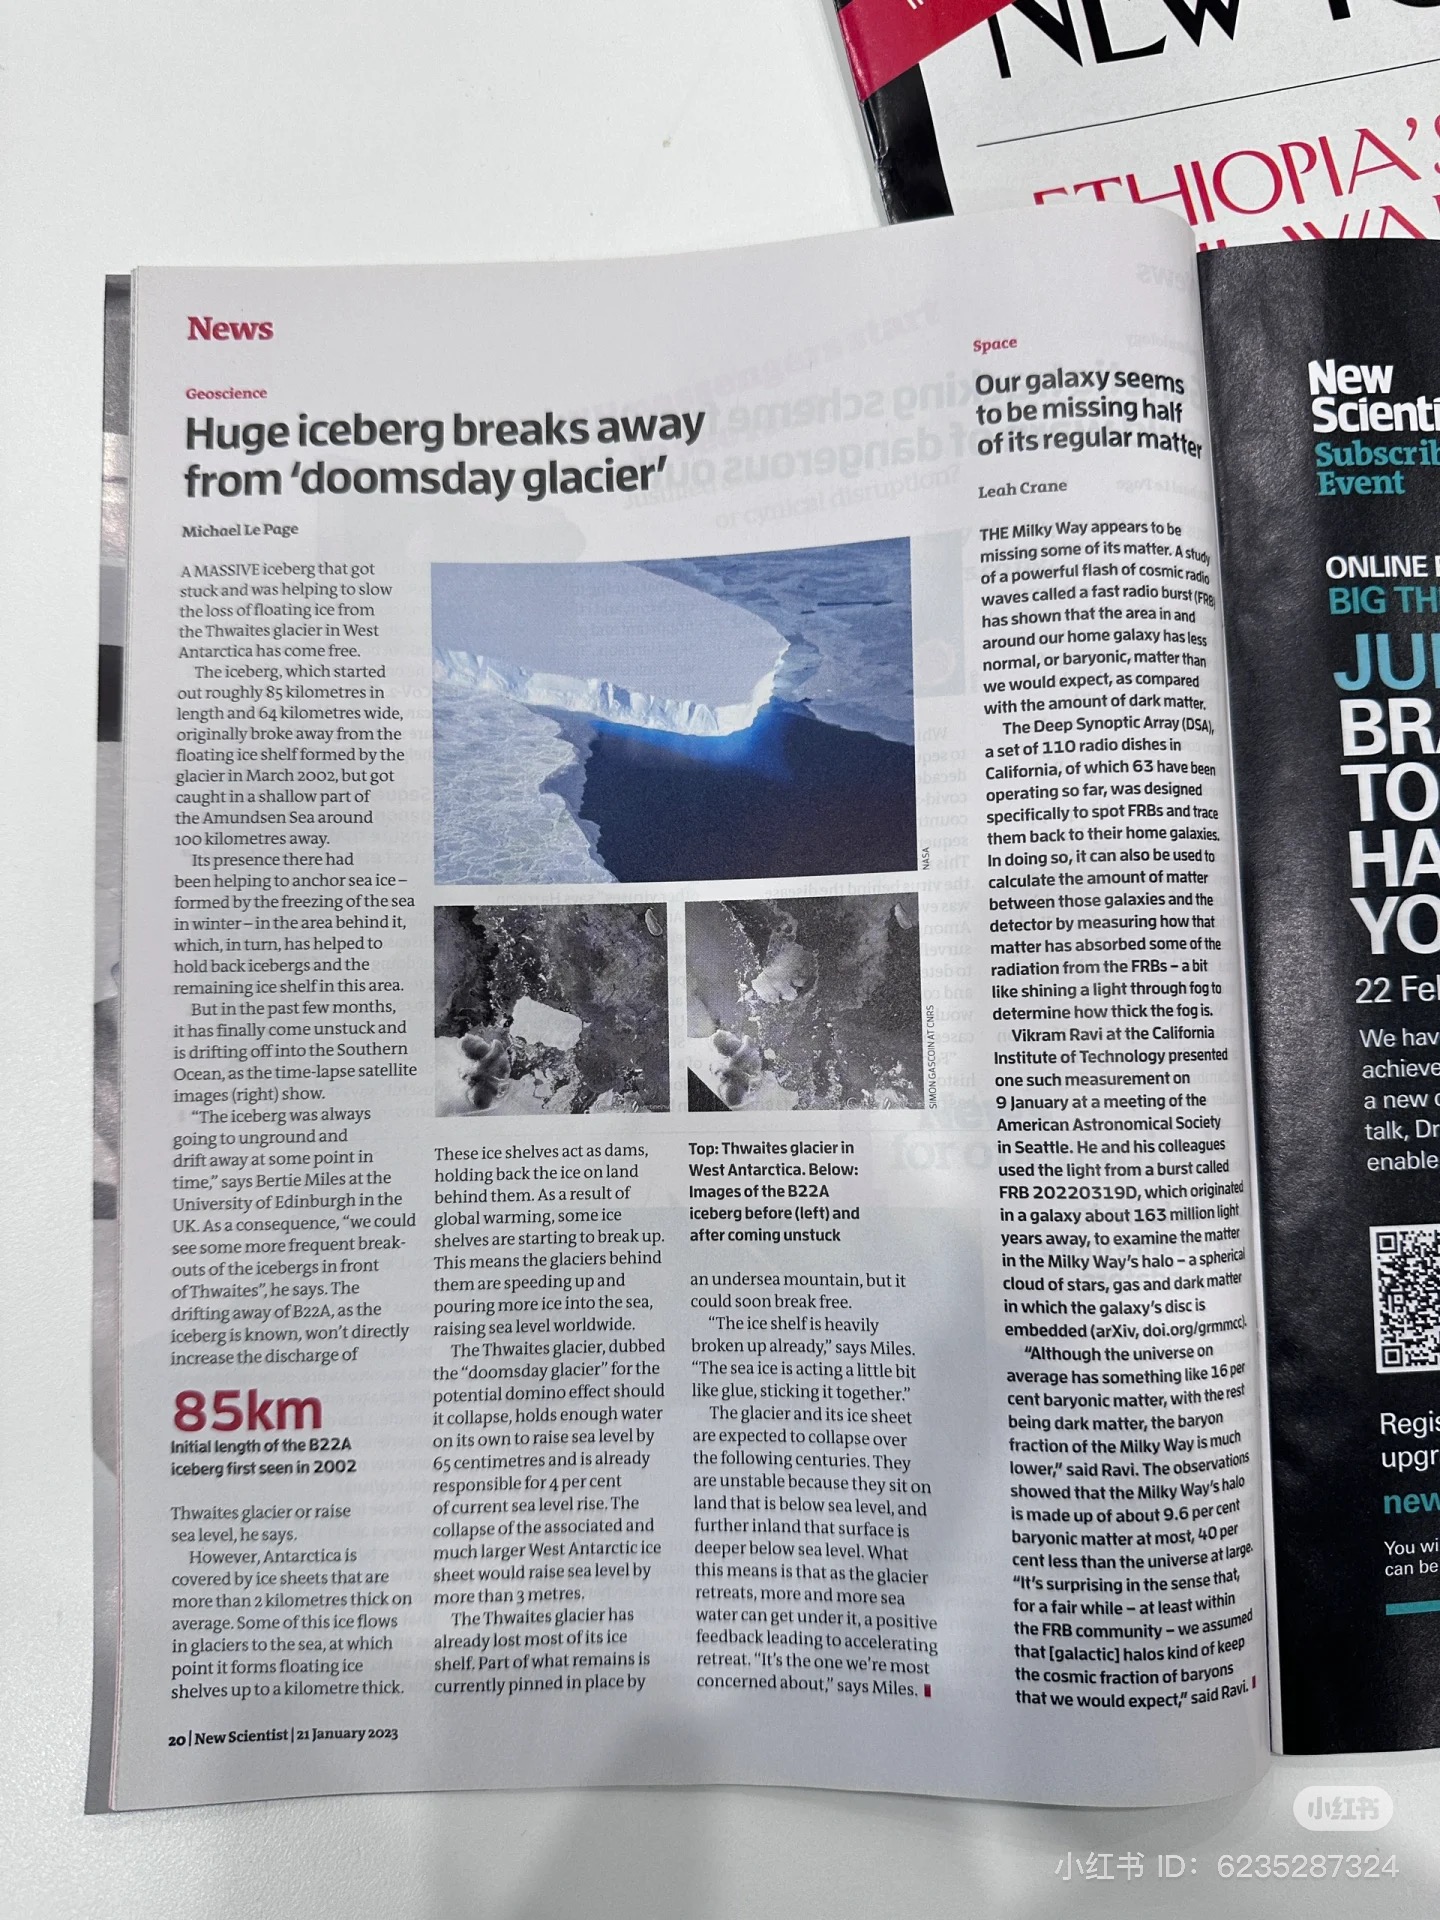 NEW YO
ETHIOPIA'S
News
Geoscience
Huge iceberg breaks away
from ‘doomsday glacier’
Michael Le Page
A MASSIVE iceberg that got
stuck and was helping to slow
the loss of floating ice from
the Thwaites glacier in West
Antarctica has come free.
The iceberg, which started
out roughly 85 kilometres in
length and 64 kilometres wide,
originally broke away from the
floating ice shelf formed by the
glacier in March 2002, but got
caught in a shallow part of
the Amundsen Sea around
100 kilometres away.
Its presence there had
been helping to anchor sea ice –
formed by the freezing of the sea
in winter – in the area behind it,
which, in turn, has helped to
hold back icebergs and the
remaining ice shelf in this area.
But in the past few months,
it has finally come unstuck and
is drifting off into the Southern
Ocean, as the time-lapse satellite
images (right) show.
“The iceberg was always
going to unground and
drift away at some point in
time,” says Bertie Miles at the
University of Edinburgh in the
UK. As a consequence, “we could
see some more frequent break-
outs of the icebergs in front
of Thwaites”, he says. The
drifting away of B22A, as the
iceberg is known, won’t directly
increase the discharge of
85km
Initial length of the B22A
iceberg first seen in 2002
Thwaites glacier or raise
sea level, he says.
However, Antarctica is
covered by ice sheets that are
more than 2 kilometres thick on
average. Some of this ice flows
in glaciers to the sea, at which
point it forms floating ice
shelves up to a kilometre thick.
NASA
SIMON GASCOIN AT CNRS
These ice shelves act as dams,
holding back the ice on land
behind them. As a result of
global warming, some ice
shelves are starting to break up.
This means the glaciers behind
them are speeding up and
pouring more ice into the sea,
raising sea level worldwide.
The Thwaites glacier, dubbed
the “doomsday glacier” for the
potential domino effect should
it collapse, holds enough water
on its own to raise sea level by
65 centimetres and is already
responsible for 4 per cent
of current sea level rise. The
collapse of the associated and
much larger West Antarctic ice
sheet would raise sea level by
more than 3 metres.
The Thwaites glacier has
already lost most of its ice
shelf. Part of what remains is
currently pinned in place by
Top: Thwaites glacier in
West Antarctica. Below:
Images of the B22A
iceberg before (left) and
after coming unstuck
an undersea mountain, but it
could soon break free.
“The ice shelf is heavily
broken up already,” says Miles.
“The sea ice is acting a little bit
like glue, sticking it together.”
The glacier and its ice sheet
are expected to collapse over
the following centuries. They
are unstable because they sit on
land that is below sea level, and
further inland that surface is
deeper below sea level. What
this means is that as the glacier
retreats, more and more sea
water can get under it, a positive
feedback leading to accelerating
retreat. “It’s the one we’re most
concerned about,” says Miles.
Space
Our galaxy seems
to be missing half
of its regular matter
Leah Crane
THE Milky Way appears to be
missing some of its matter. A study
of a powerful flash of cosmic radio
waves called a fast radio burst (FRB)
has shown that the area in and
around our home galaxy has less
normal, or baryonic, matter than
we would expect, as compared
with the amount of dark matter.
The Deep Synoptic Array (DSA),
a set of 110 radio dishes in
California, of which 63 have been
operating so far, was designed
specifically to spot FRBs and trace
them back to their home galaxies.
In doing so, it can also be used to
calculate the amount of matter
between those galaxies and the
detector by measuring how that
matter has absorbed some of the
radiation from the FRBs – a bit
like shining a light through fog to
determine how thick the fog is.
Vikram Ravi at the California
Institute of Technology presented
one such measurement on
9 January at a meeting of the
American Astronomical Society
in Seattle. He and his colleagues
used the light from a burst called
FRB 20220319D, which originated
in a galaxy about 163 million light
years away, to examine the matter
in the Milky Way’s halo – a spherical
cloud of stars, gas and dark matter
in which the galaxy’s disc is
embedded (arXiv, doi.org/grmmcc).
“Although the universe on
average has something like 16 per
cent baryonic matter, with the rest
being dark matter, the baryon
fraction of the Milky Way is much
lower,” said Ravi. The observations
showed that the Milky Way’s halo
is made up of about 9.6 per cent
baryonic matter at most, 40 per
cent less than the universe at large.
“It’s surprising in the sense that,
for a fair while – at least within
the FRB community – we assumed
that [galactic] halos kind of keep
the cosmic fraction of baryons
that we would expect,” said Ravi.
20 | New Scientist | 21 January 2023
New
Scienti
Subscrib
Event
ONLINE
BIG TH
JU
BRA
TO
HA
YO
22 Fe
We hav
achieve
a new
talk, Dr
enable
Regis
upgr
new
You wi
can be
小红书
小红书 ID：6235287324